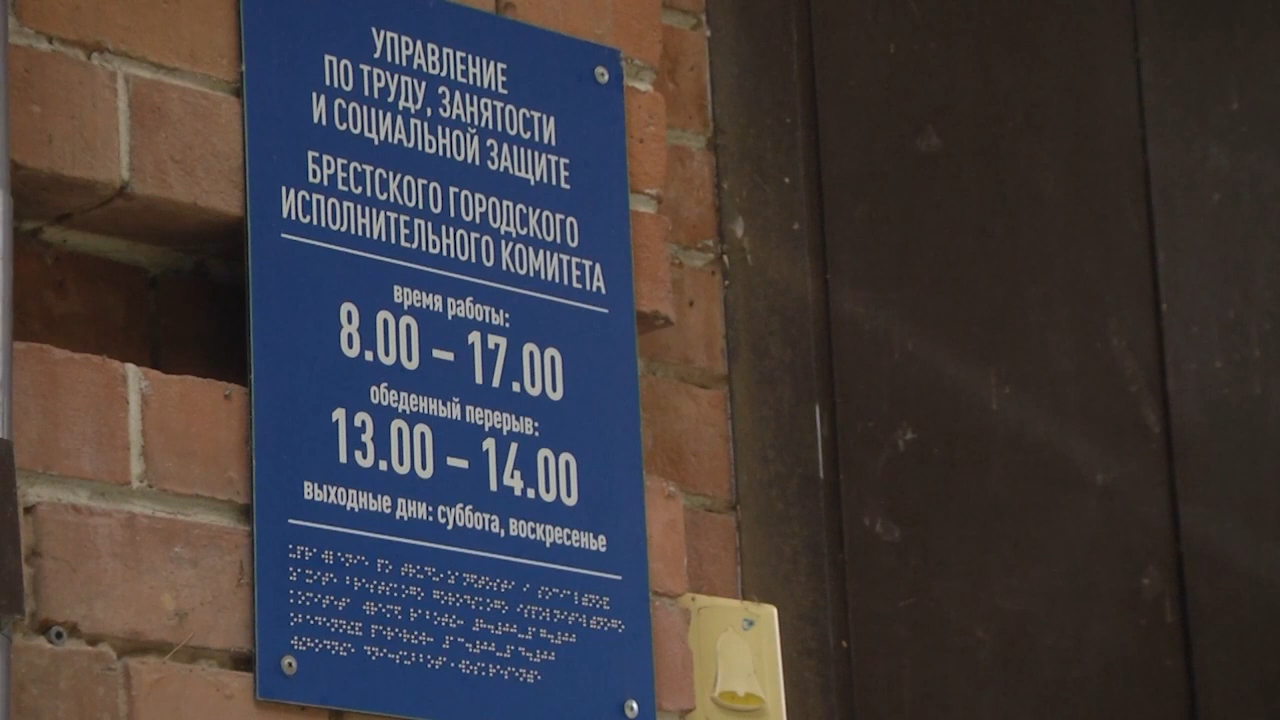 УПРАВЛЕНИЕ
ПО ТРУДУ, ЗАНЯТОСТИ
И СОЦИАЛЬНОЙ ЗАЩИТЕ
БРЕСТСКОГО ГОРОДСКОГО
ИСПОЛНИТЕЛЬНОГО КОМИТЕТА
время работы:
8.00 – 17.00
обеденный перерыв:
13.00 – 14.00
выходные дни: суббота, воскресенье